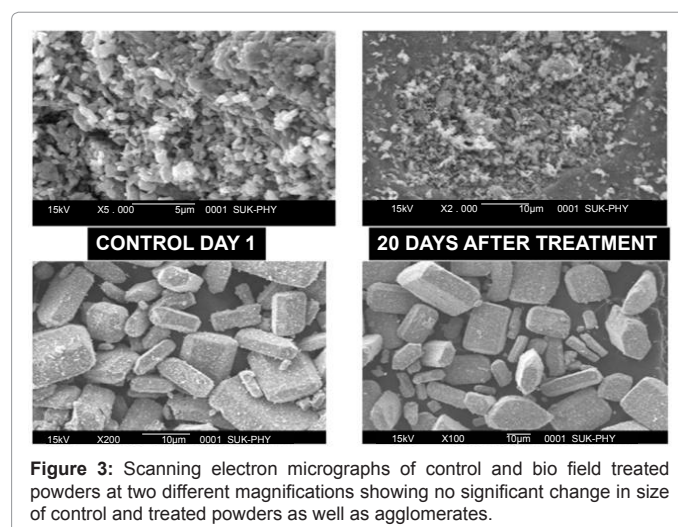 15kV X5 . 000 5µm 0001 SUK-PHY
15kV X2 . 000 10µm 0001 SUK-PHY
CONTROL DAY 1
20 DAYS AFTER TREATMENT
15kV X200 10µm 0001 SUK-PHY
15kV X100 10µm 0001 SUK-PHY
Figure 3: Scanning electron micrographs of control and bio field treated
powders at two different magnifications showing no significant change in size
of control and treated powders as well as agglomerates.